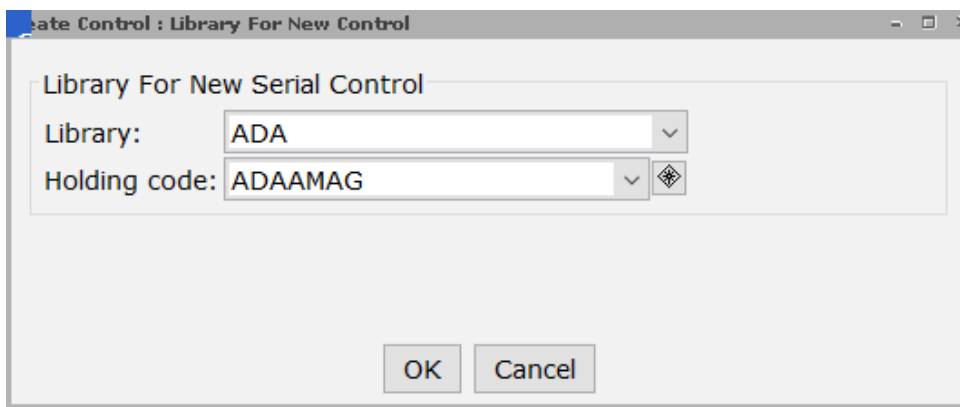 eate Control : Library For New Control
Library For New Serial Control
Library: ADA
Holding code: ADAAMAG
OK Cancel